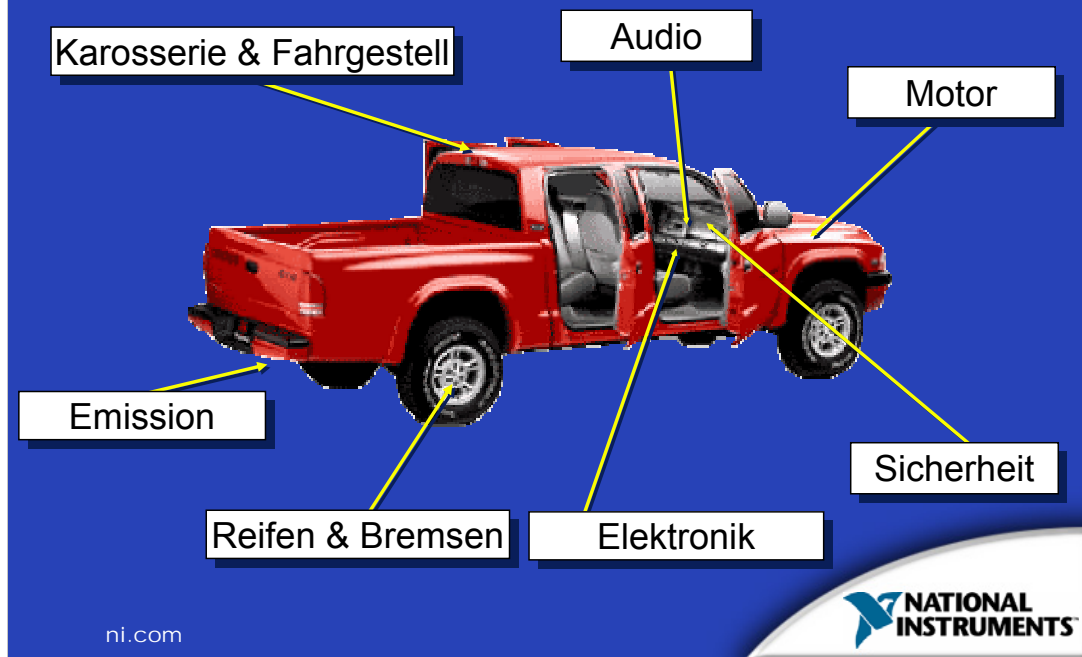 Karosserie & Fahrgestell
Audio
Motor
Emission
Sicherheit
Reifen & Bremsen
Elektronik
ni.com
NATIONAL
INSTRUMENTS